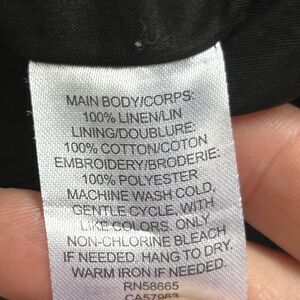 MAIN BODY/CORPS:
100% LINEN/LIN
LINING/DOUBLURE:
100% COTTON/COTON
EMBROIDERY/BRODERIE:
100% POLYESTER
MACHINE WASH COLD,
GENTLE CYCLE, WITH
LIKE COLORS. ONLY
NON-CHLORINE BLEACH
IF NEEDED. HANG TO DRY.
WARM IRON IF NEEDED.
RN58665
CA57963